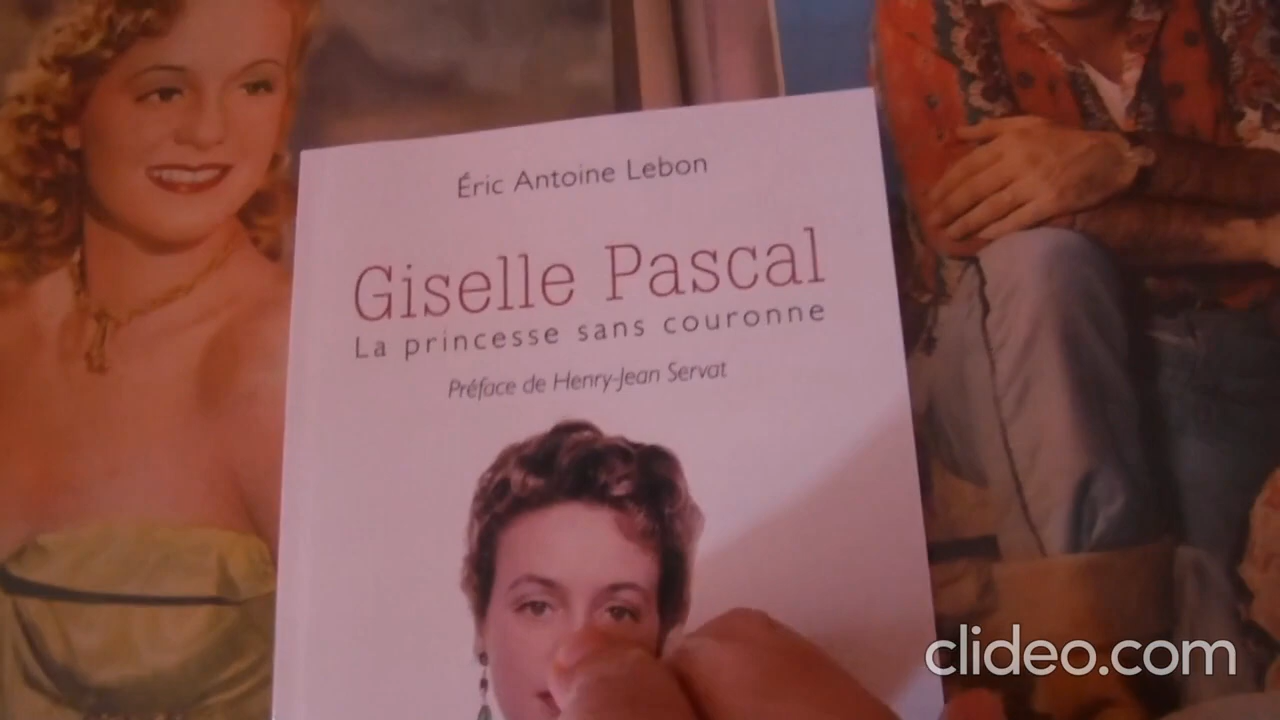 Éric Antoine Lebon
Giselle Pascal
La princesse sans couronne
Préface de Henry-Jean Servat
clideo.com